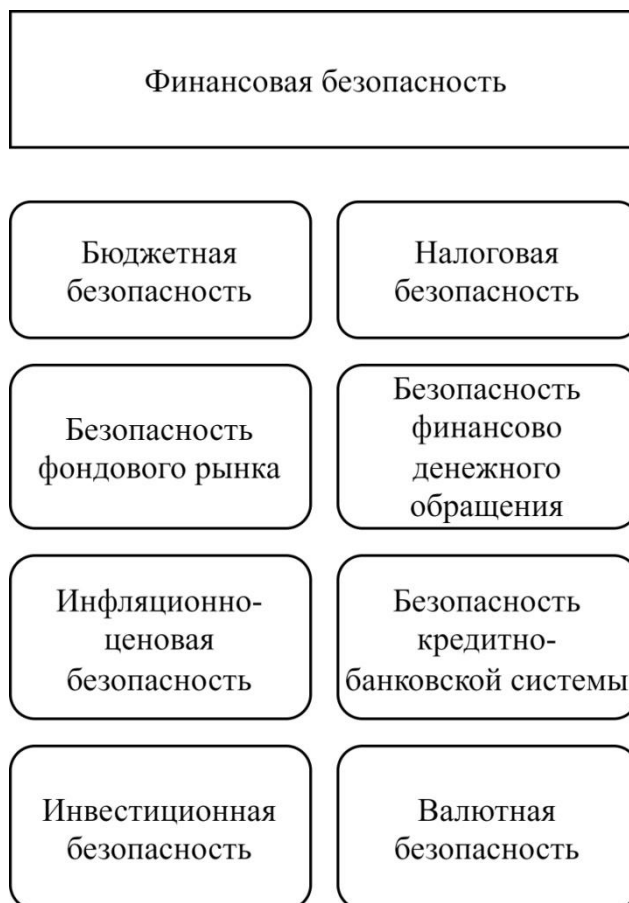 Финансовая безопасность
Бюджетная
безопасность
Налоговая
безопасность
Безопасность
фондового рынка
Безопасность
финансово
денежного
обращения
Инфляционно-
ценовая
безопасность
Безопасность
кредитно-
банковской системы
Инвестиционная
безопасность
Валютная
безопасность